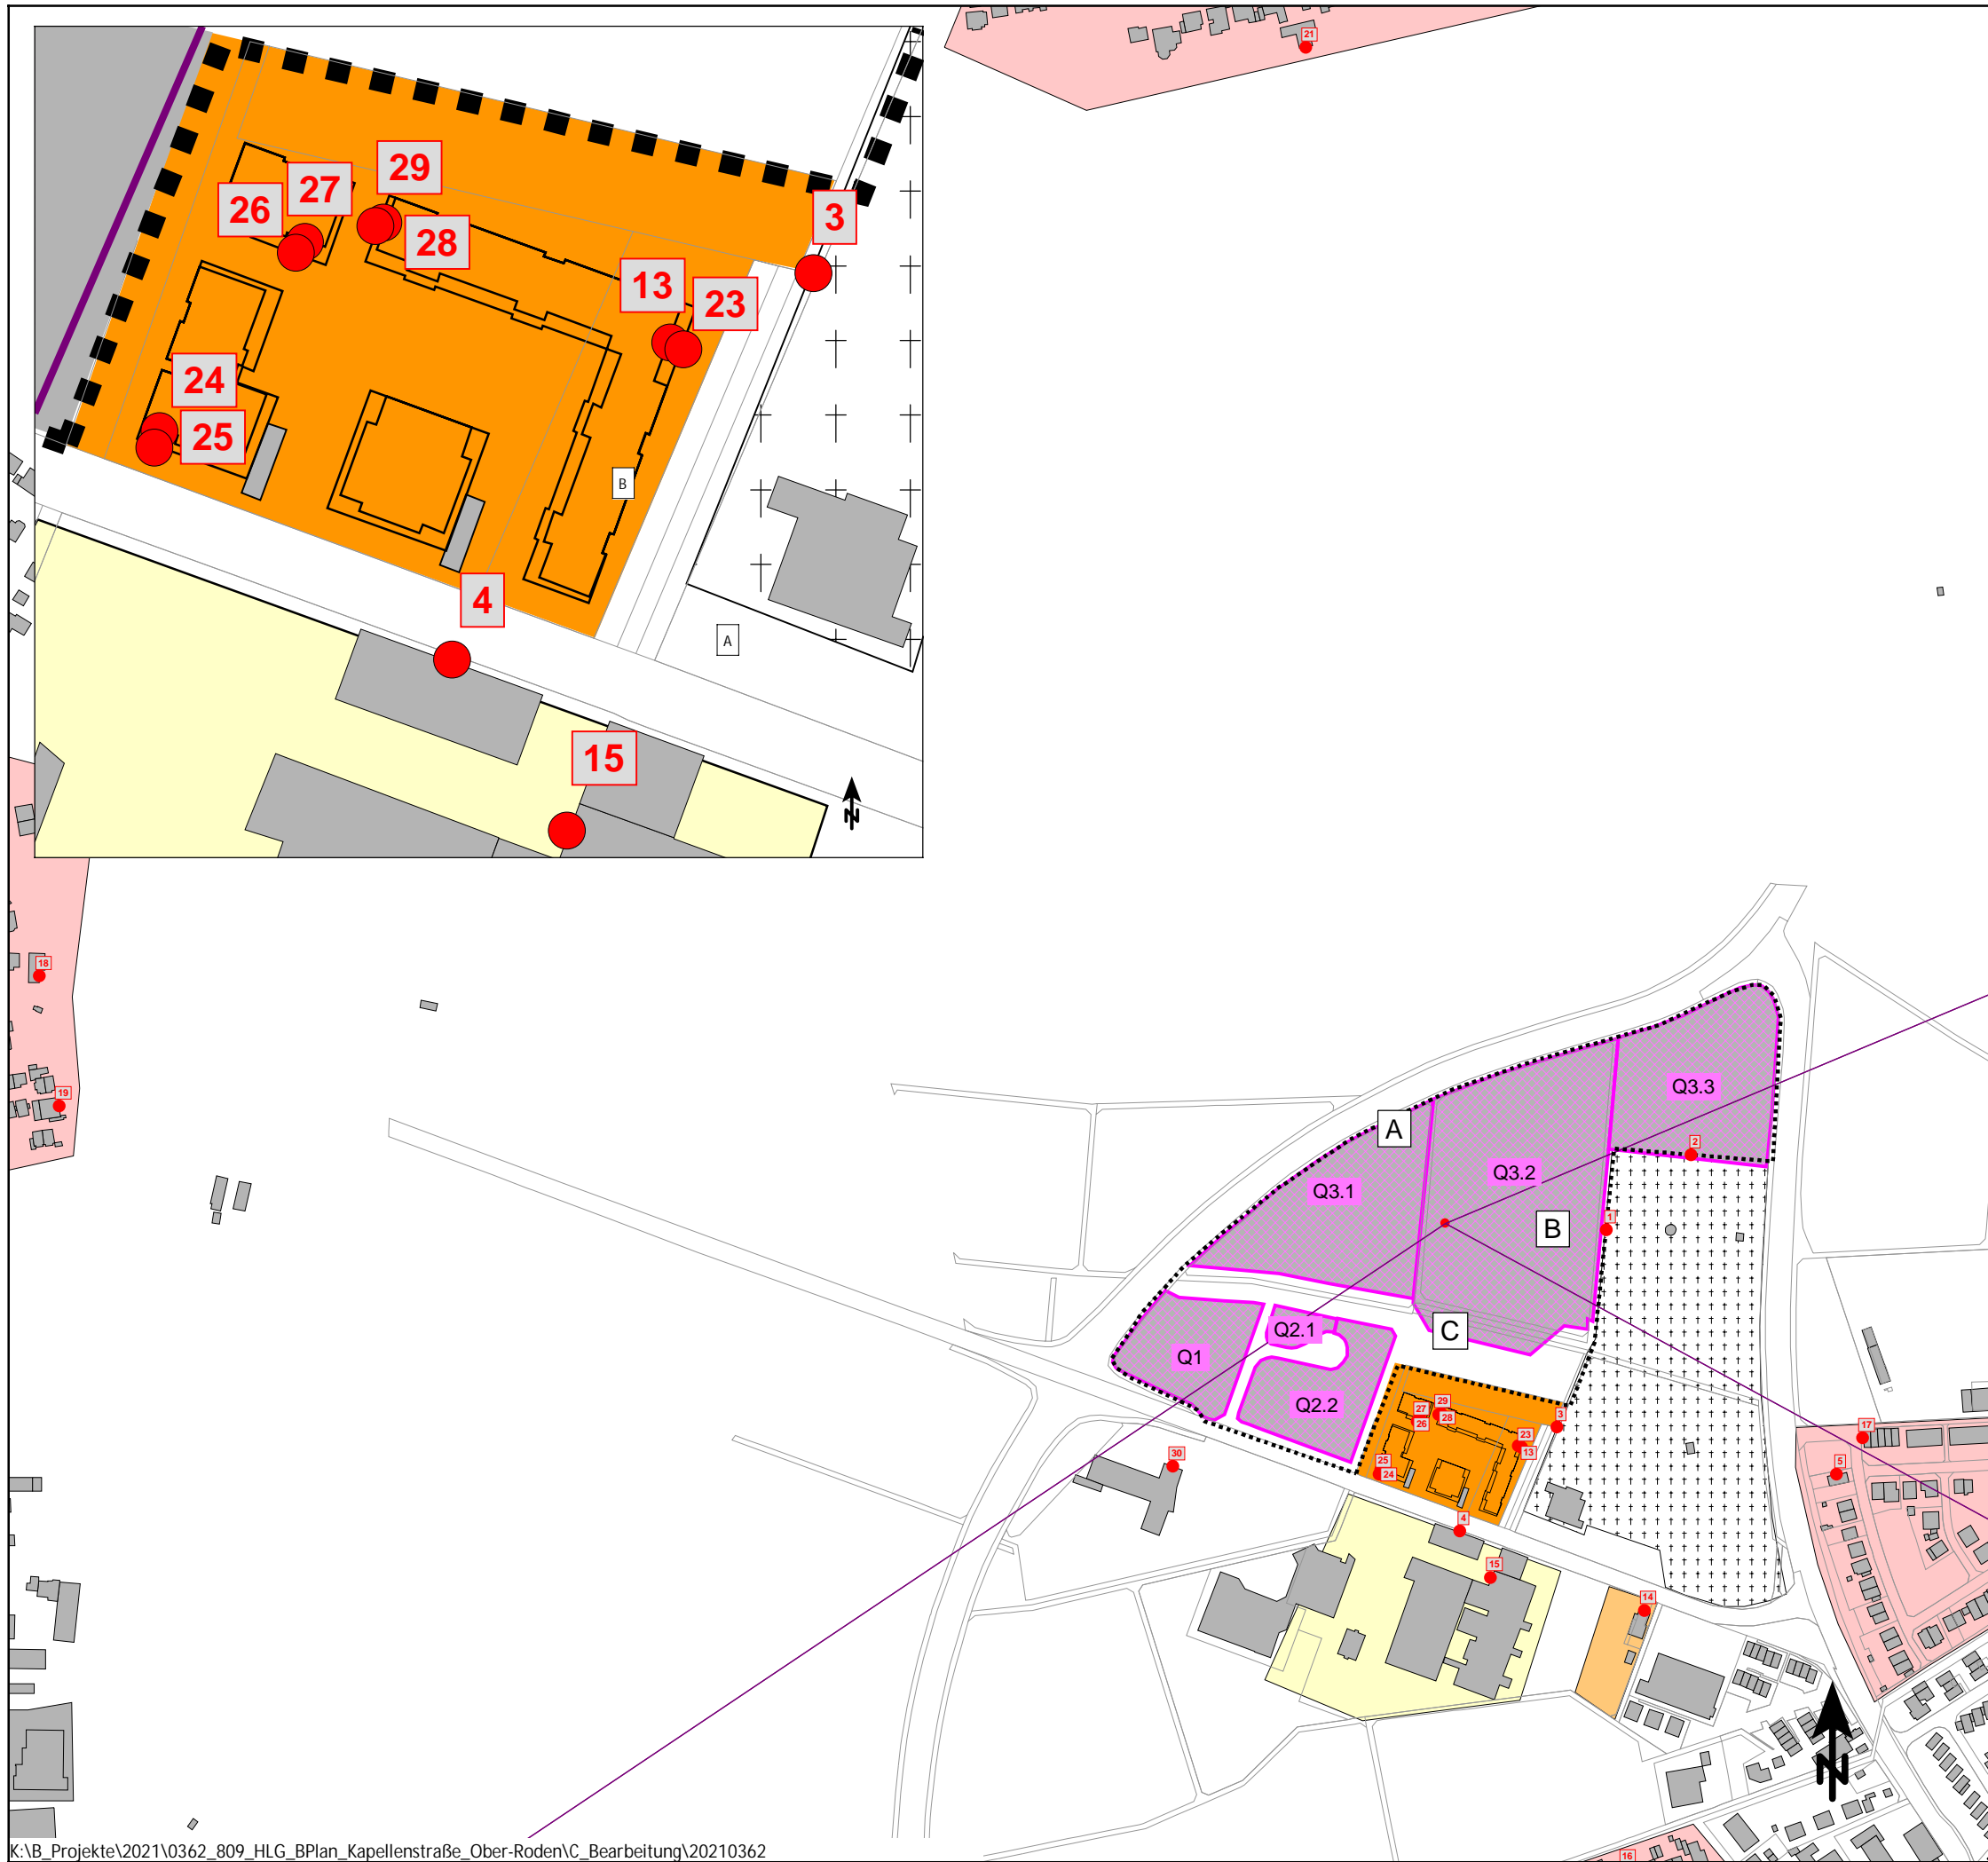 21
29
27
26
28
3
13
23
24
25
B
4
A
15
N
18
19
Q3.3
A
2
Q3.2
Q3.1
B
1
Q2.1
C
Q1
Q2.2
29
27
28
26
3
23
13
17
30
25
24
5
4
15
14
N
16
K:\B_Projekte\2021\0362_809_HLG_BPlan_Kapellenstraße_Ober-Roden\C_Bearbeitung\20210362